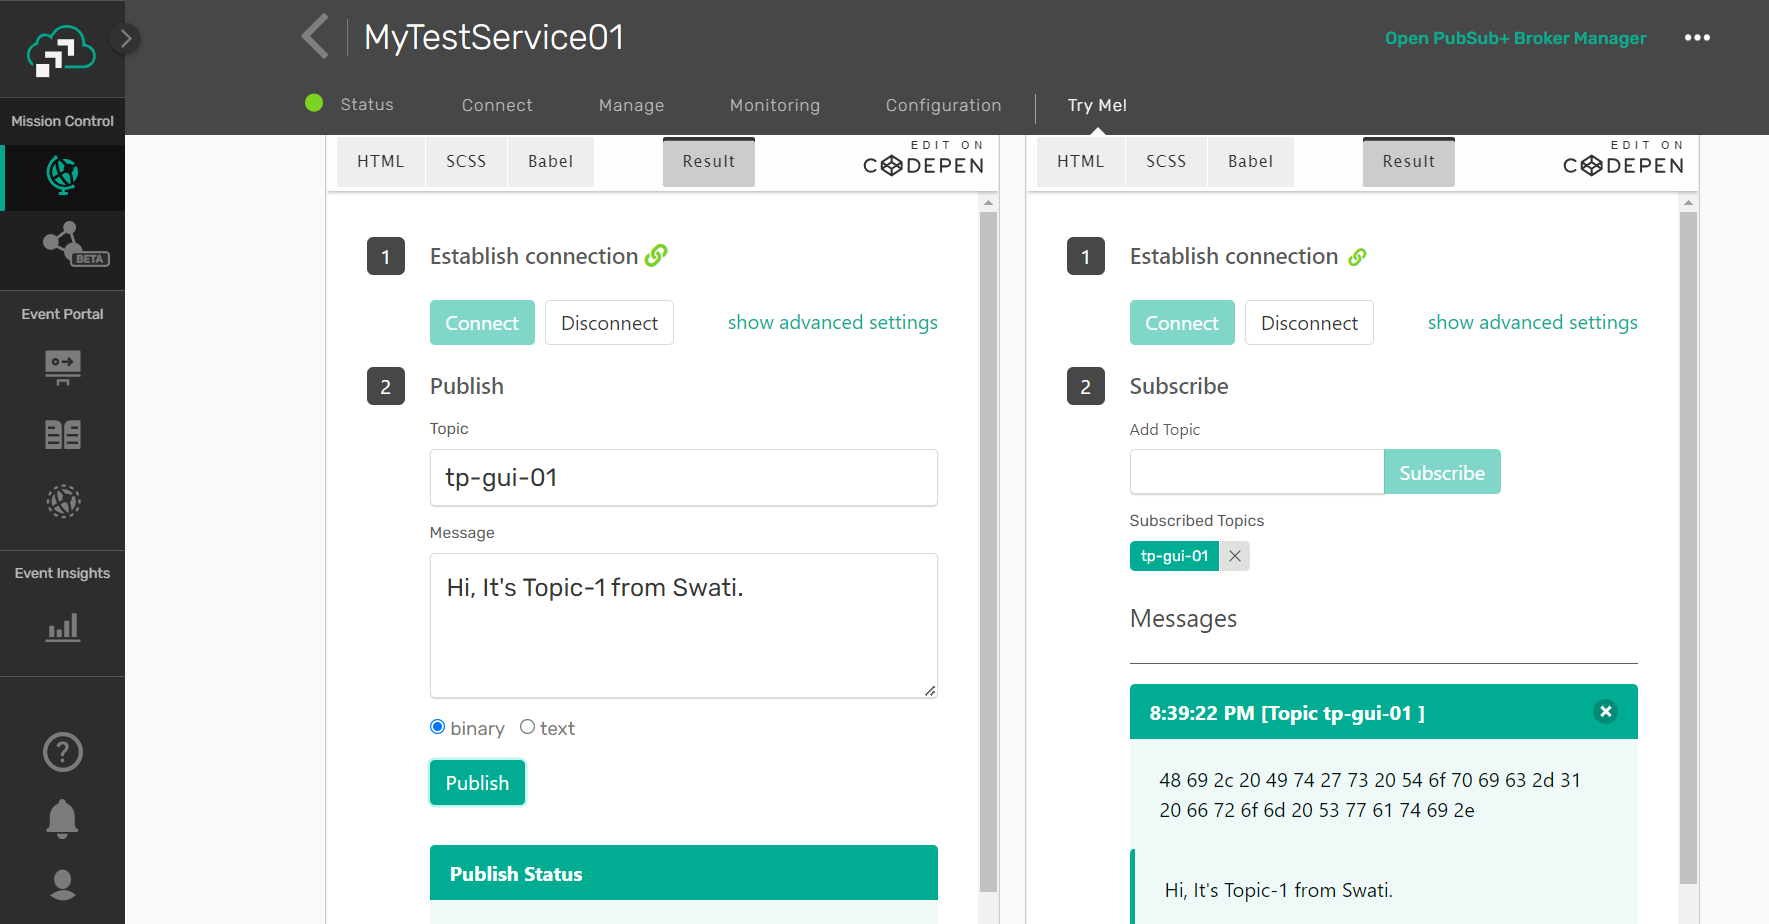 MyTestService01
Open PubSub+ Broker Manager
Status
Connect
Manage
Monitoring
Configuration
Try Me!
Mission Control
BETA
Event Portal
Event Insights
?
HTML
SCSS
Babel
Result
EDIT ON
CODEPEN
1
Establish connection
Connect
Disconnect
show advanced settings
2
Publish
Topic
tp-gui-01
Message
Hi, It's Topic-1 from Swati.
binary
text
Publish
Publish Status
HTML
SCSS
Babel
Result
EDIT ON
CODEPEN
1
Establish connection
Connect
Disconnect
show advanced settings
2
Subscribe
Add Topic
Subscribe
Subscribed Topics
tp-gui-01
Messages
8:39:22 PM [Topic tp-gui-01 ]
48 69 2c 20 49 74 27 73 20 54 6f 70 69 63 2d 31
20 66 72 6f 6d 20 53 77 61 74 69 2e
Hi, It's Topic-1 from Swati.